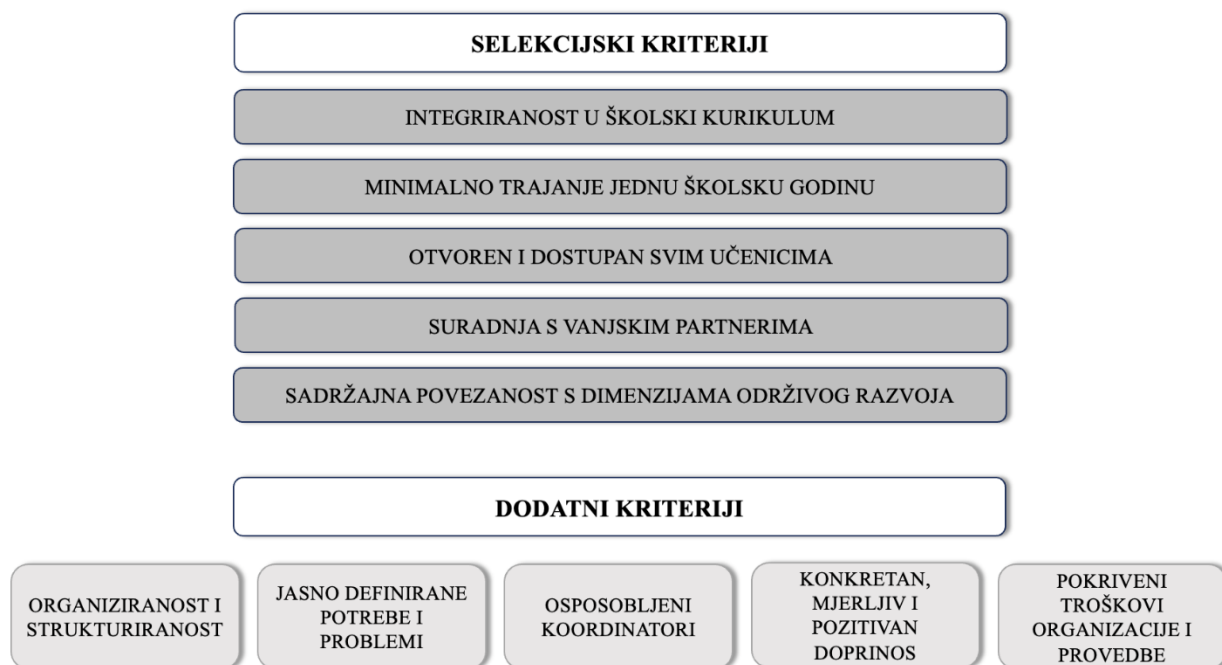 SELEKCIJSKI KRITERIJI
INTEGRIRANOST U ŠKOLSKI KURIKULUM
MINIMALNO TRAJANJE JEDNU ŠKOLSKU GODINU
OTVOREN I DOSTUPAN SVIM UČENICIMA
SURADNJA S VANJSKIM PARTNERIMA
SADRŽAJNA POVEZANOST S DIMENZIJAMA ODRŽIVOG RAZVOJA
DODATNI KRITERIJI
ORGANIZIRANOST I
STRUKTURIRANOST
JASNO DEFINIRANE
POTREBE I
PROBLEMI
OSPOSOBLJENI
KOORDINATORI
KONKRETAN,
MJERLJIV I
POZITIVAN
DOPRINOS
POKRIVENI
TROŠKOVI
ORGANIZACIJE I
PROVEDBE